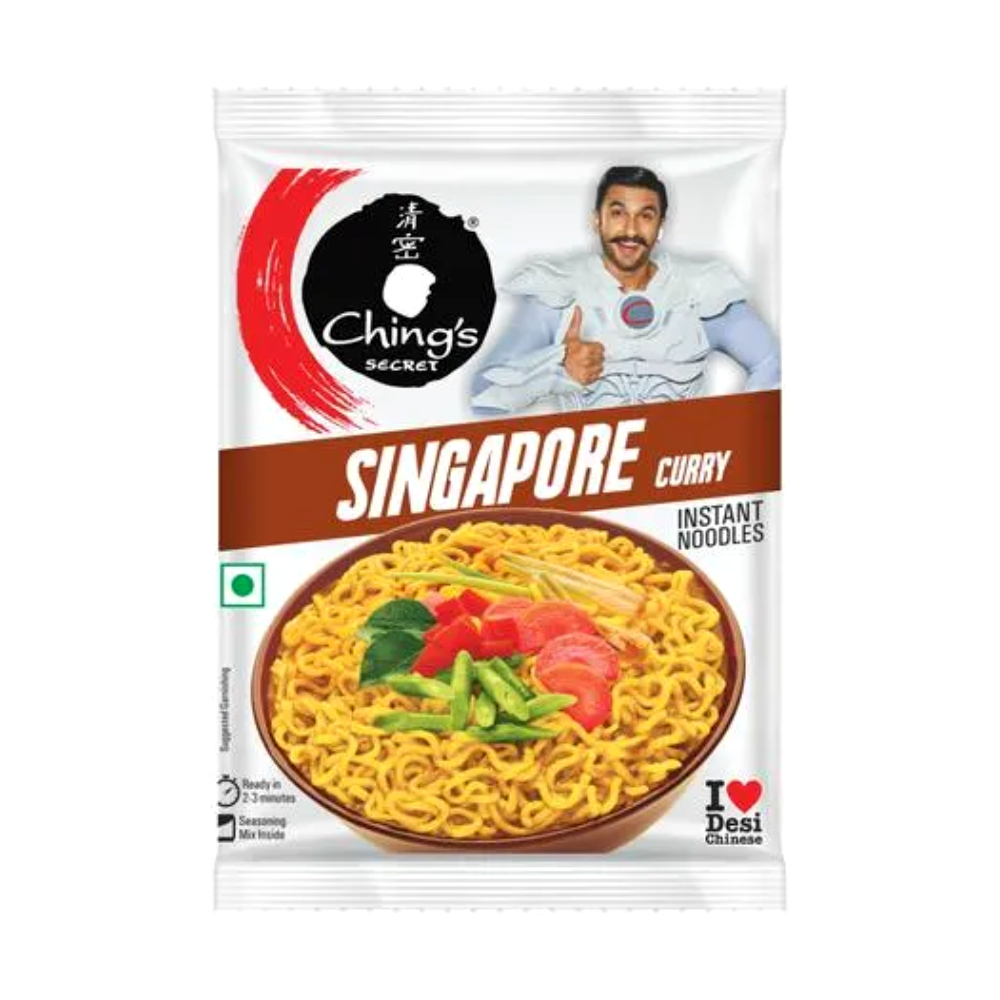 清
密
®
Ching's
SECRET
SINGAPORE CURRY
INSTANT
NOODLES
Suggested Garnishing
Ready in
2-3 minutes
Seasoning
Mix Inside
I ❤
Desi
Chinese